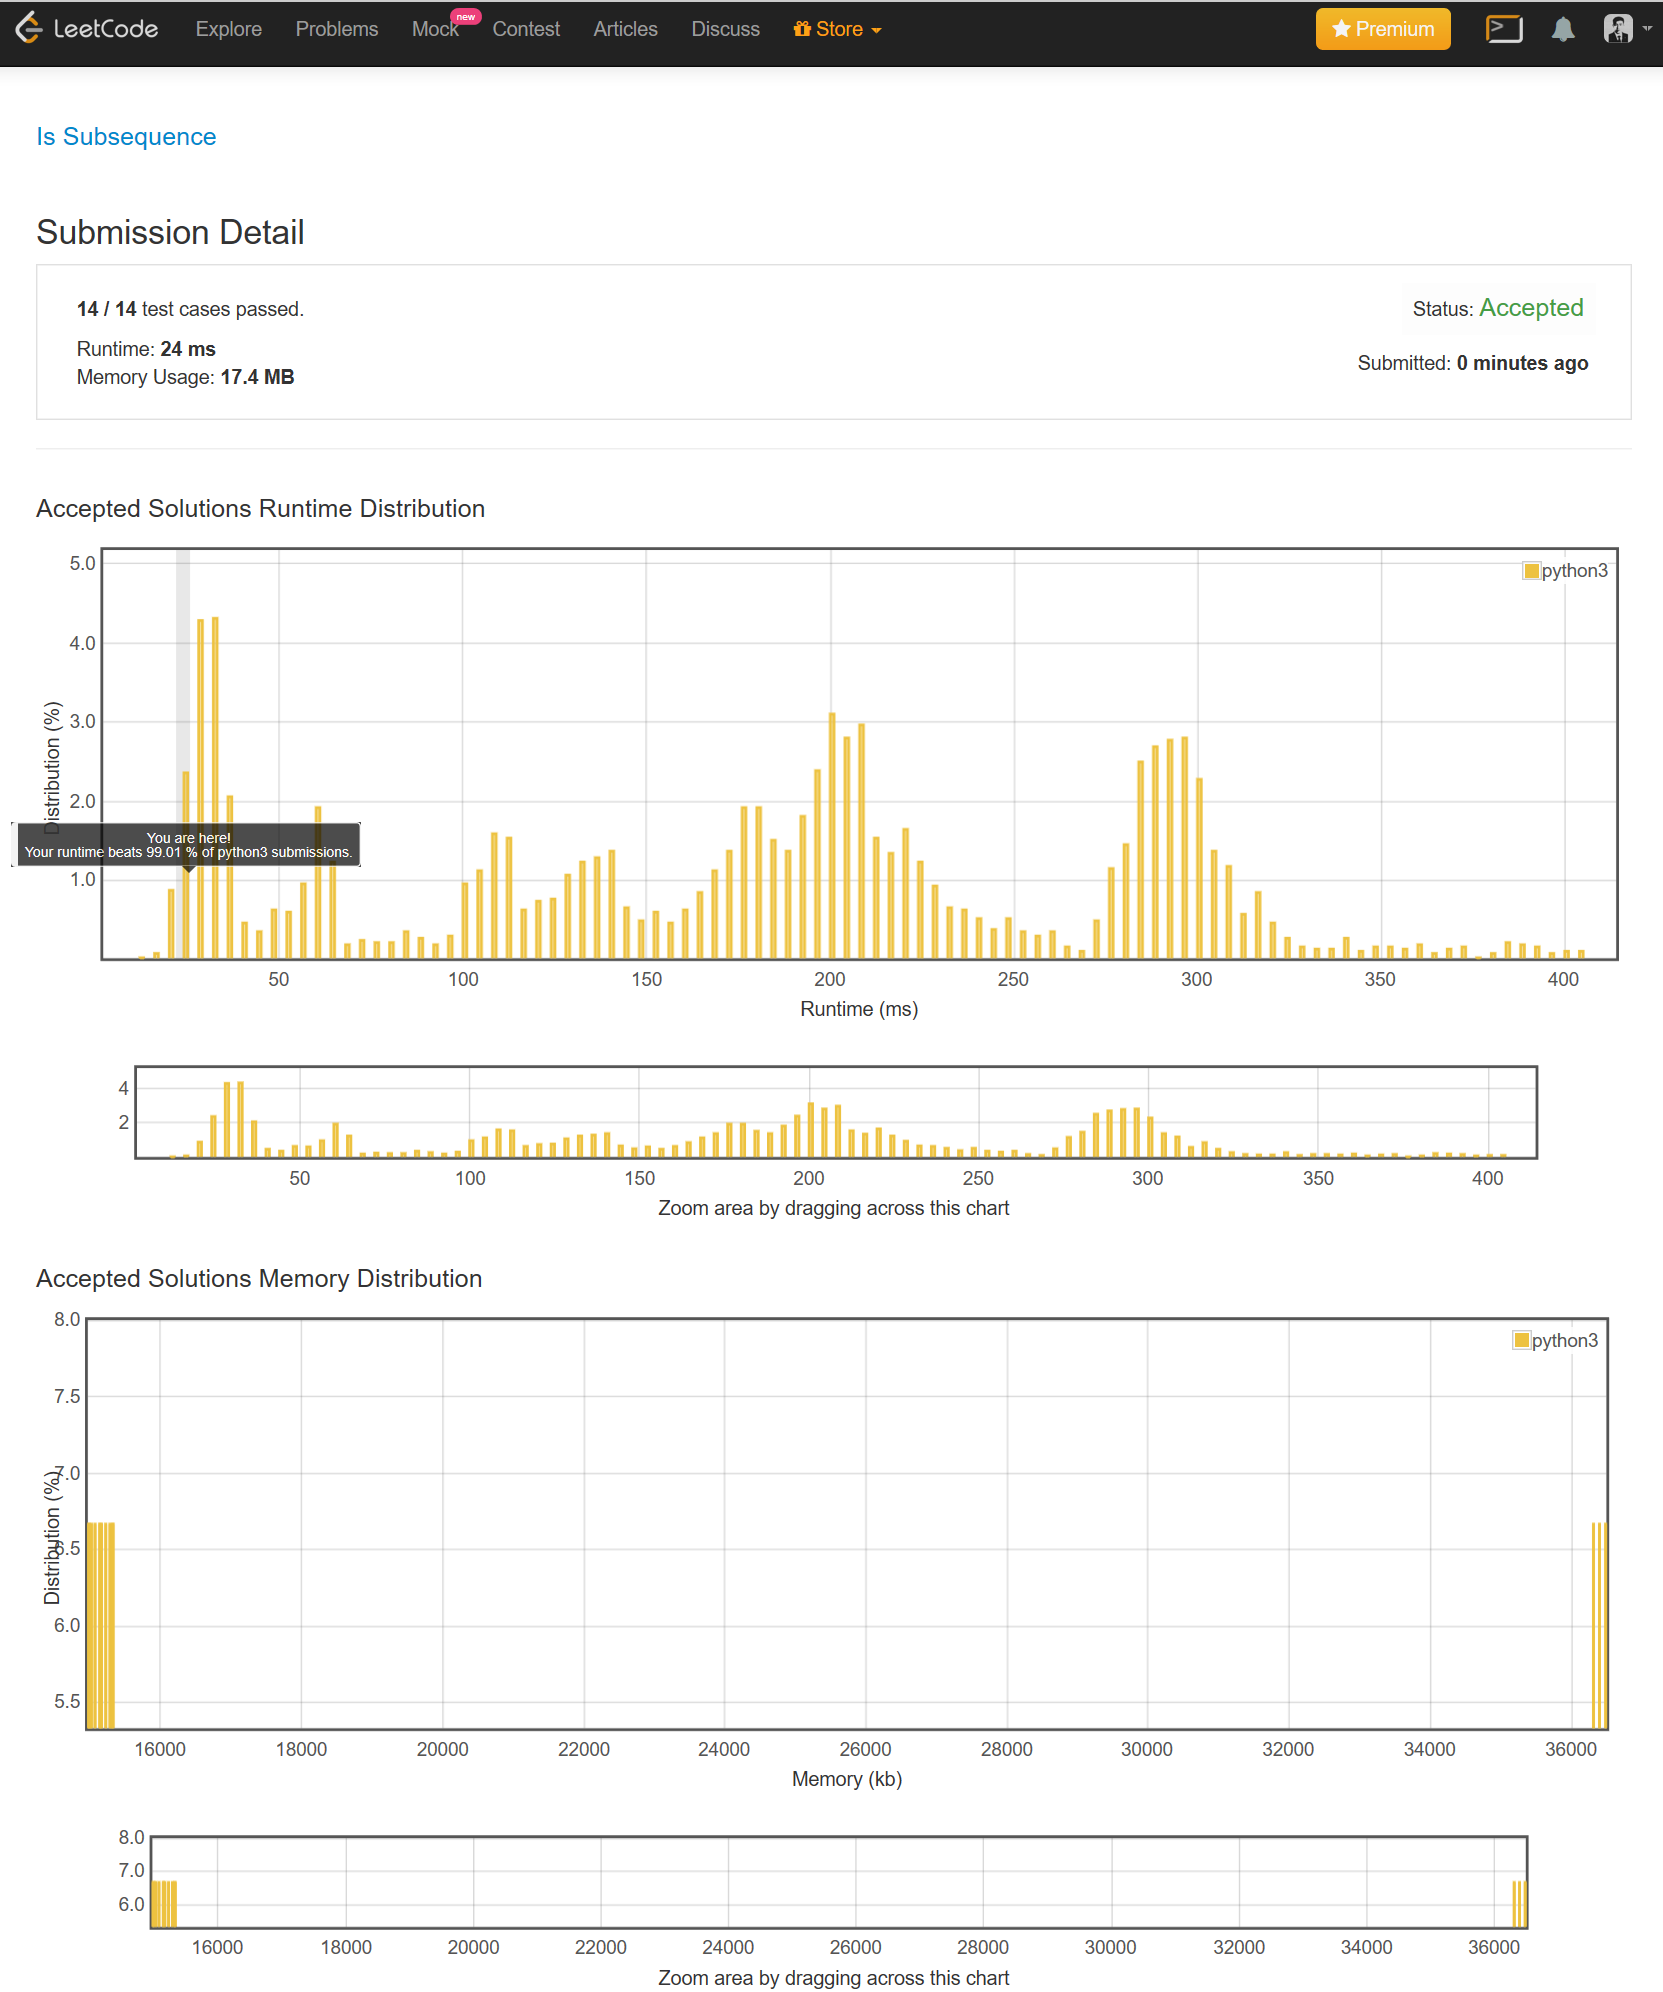 LeetCode Explore Problems Mock new Contest Articles Discuss Store Premium
Is Subsequence
Submission Detail
14 / 14 test cases passed.
Status: Accepted
Runtime: 24 ms
Submitted: 0 minutes ago
Memory Usage: 17.4 MB
Accepted Solutions Runtime Distribution
5.0
4.0
3.0
2.0
1.0
Distribution (%)
python3
You are here!
Your runtime beats 99.01 % of python3 submissions.
50 100 150 200 250 300 350 400
Runtime (ms)
4
2
50 100 150 200 250 300 350 400
Zoom area by dragging across this chart
Accepted Solutions Memory Distribution
8.0
7.5
7.0
6.5
6.0
5.5
Distribution (%)
python3
16000 18000 20000 22000 24000 26000 28000 30000 32000 34000 36000
Memory (kb)
8.0
7.0
6.0
16000 18000 20000 22000 24000 26000 28000 30000 32000 34000 36000
Zoom area by dragging across this chart